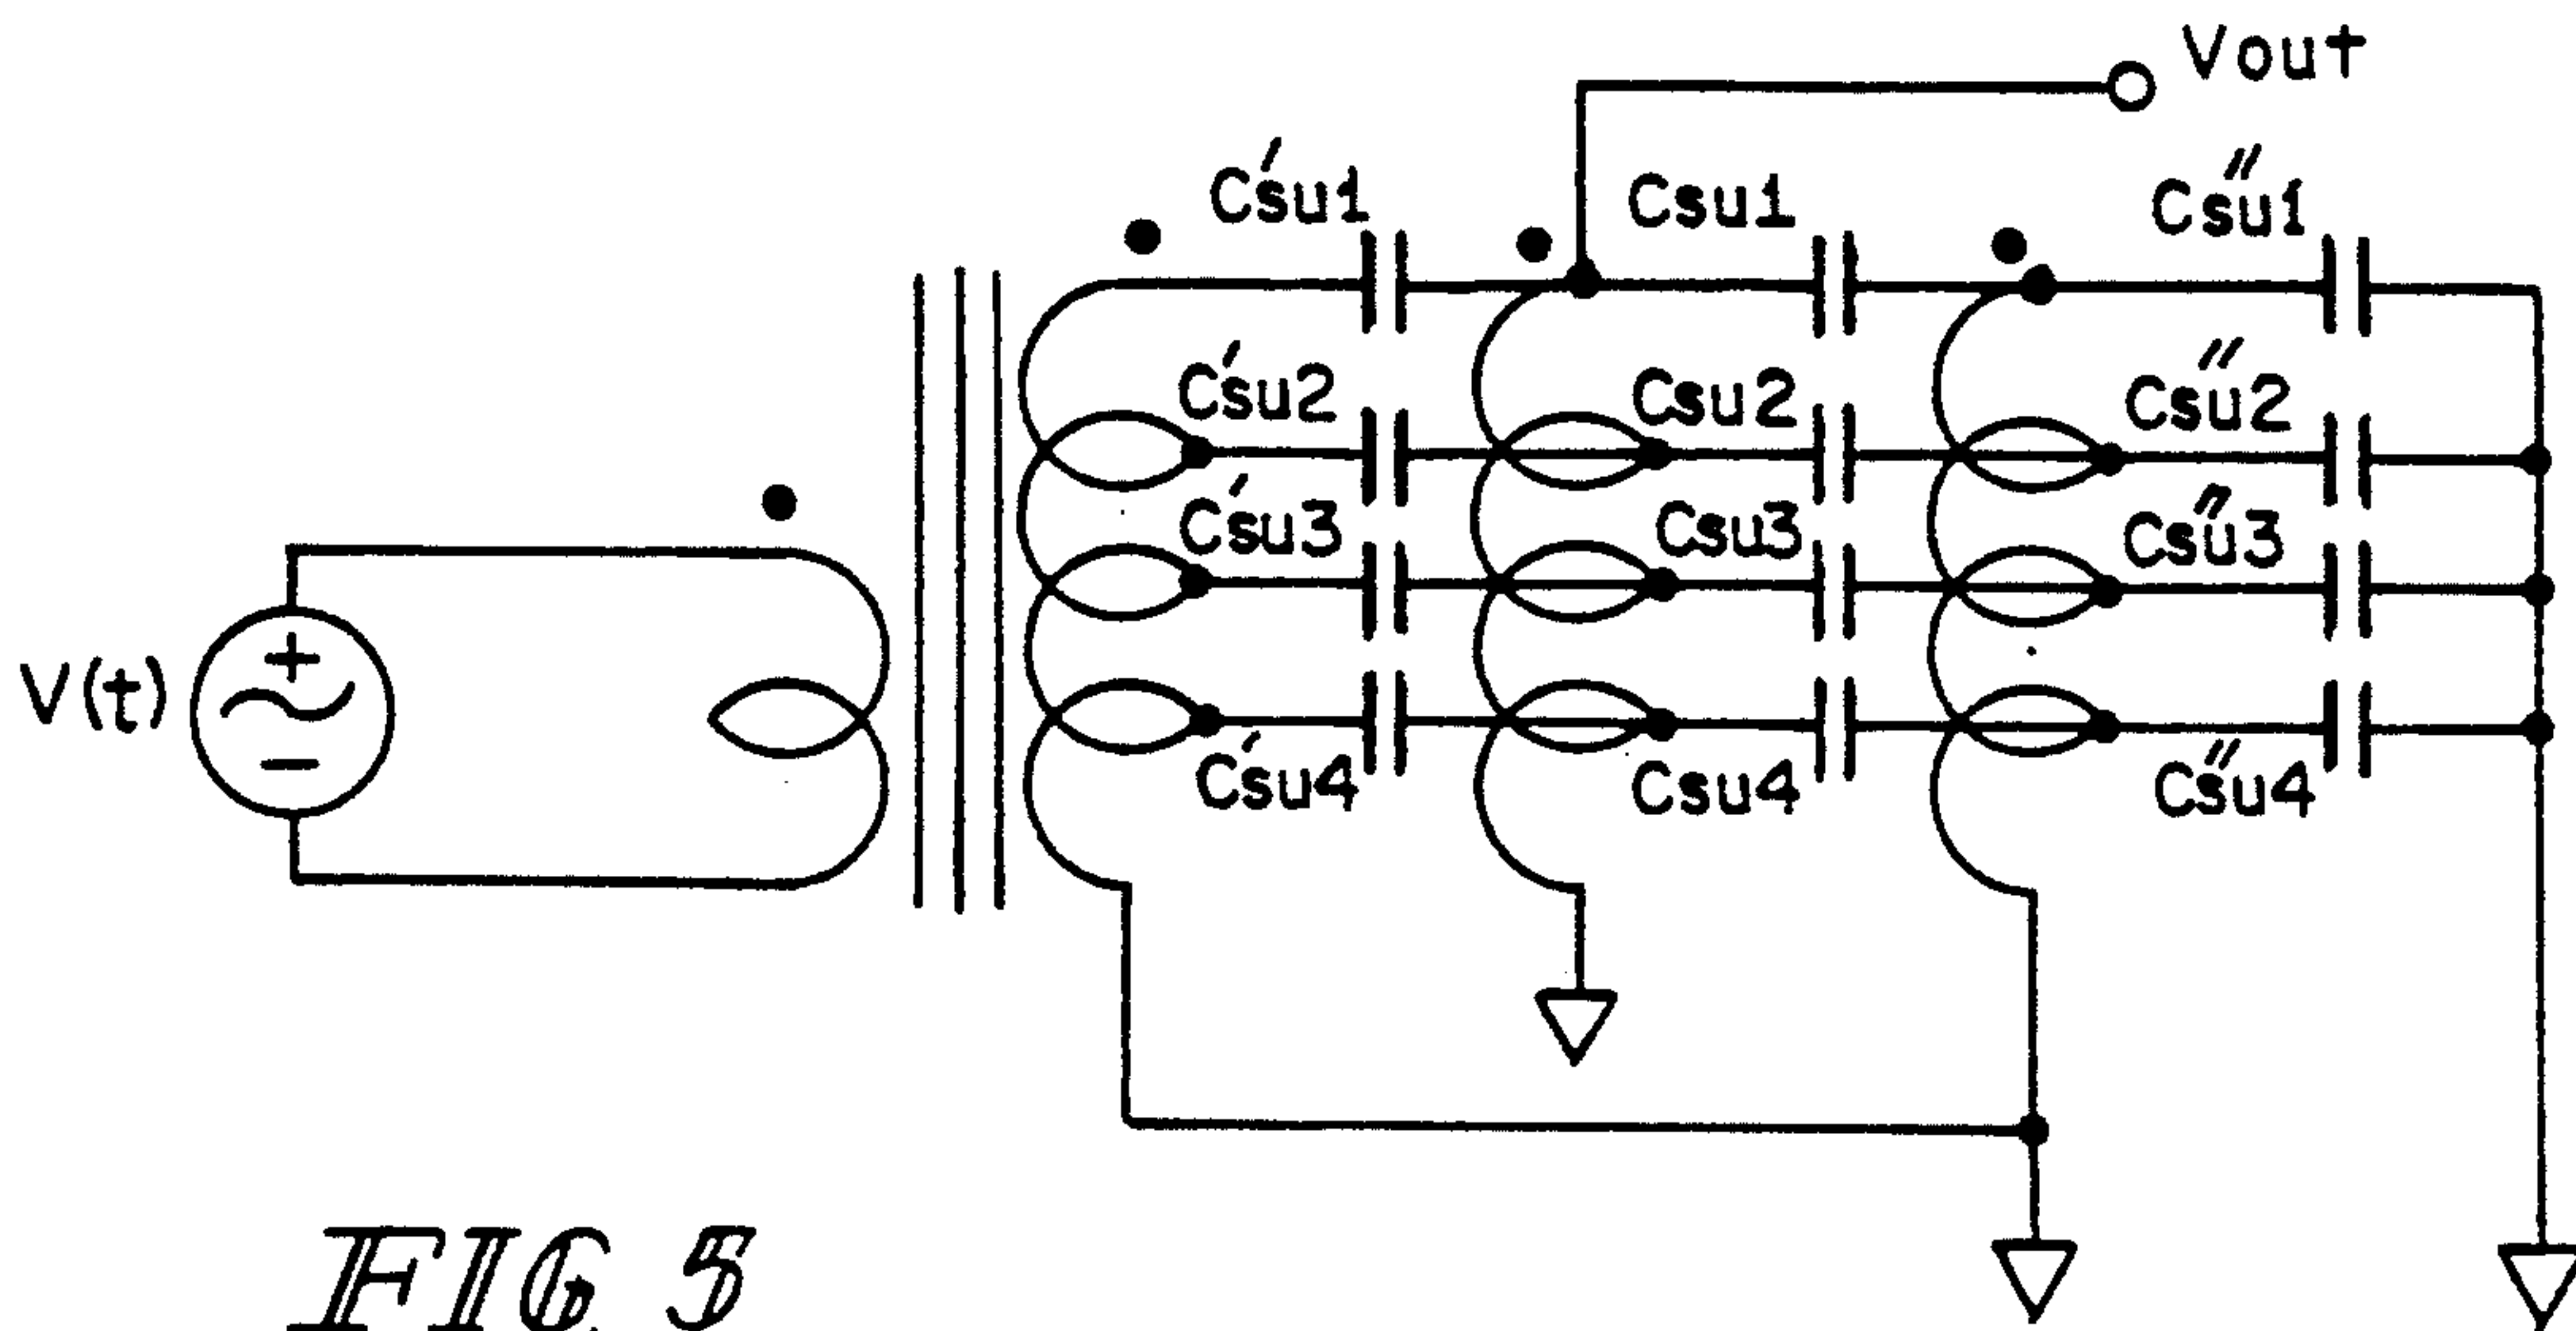 Vout
C'su1 Csu1 C"su1
C'su2 Csu2 C"su2
C'su3 Csu3 C"su3
V(t) + −
C'su4 Csu4 C"su4
FIG. 5